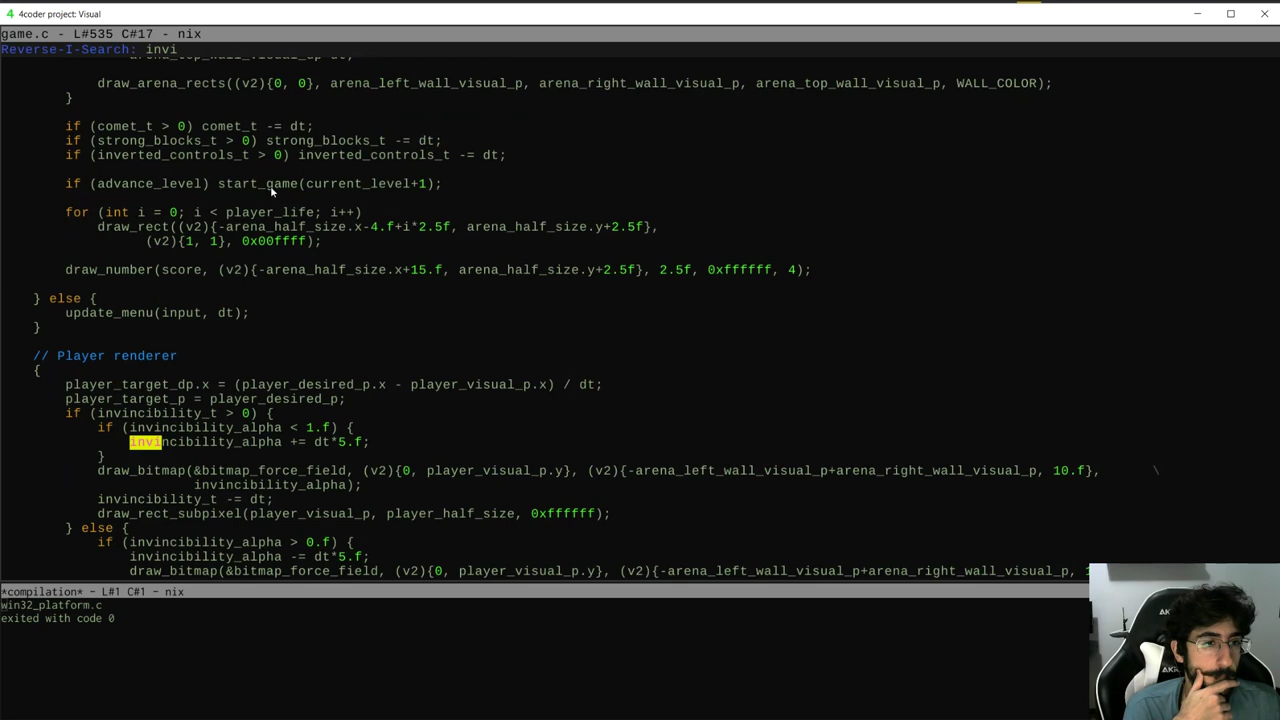 4coder project: Visual
game.c - L#535 C#17 - nix
Reverse-I-Search: invi
draw_arena_rects((v2){0, 0}, arena_left_wall_visual_p, arena_right_wall_visual_p, arena_top_wall_visual_p, WALL_COLOR);
}
if (comet_t > 0) comet_t -= dt;
if (strong_blocks_t > 0) strong_blocks_t -= dt;
if (inverted_controls_t > 0) inverted_controls_t -= dt;
if (advance_level) start_game(current_level+1);
for (int i = 0; i < player_life; i++)
draw_rect((v2){-arena_half_size.x-4.f+i*2.5f, arena_half_size.y+2.5f},
(v2){1, 1}, 0x00ffff);
draw_number(score, (v2){-arena_half_size.x+15.f, arena_half_size.y+2.5f}, 2.5f, 0xffffff, 4);
} else {
update_menu(input, dt);
}
// Player renderer
{
player_target_dp.x = (player_desired_p.x - player_visual_p.x) / dt;
player_target_p = player_desired_p;
if (invincibility_t > 0) {
if (invincibility_alpha < 1.f) {
invincibility_alpha += dt*5.f;
}
draw_bitmap(&bitmap_force_field, (v2){0, player_visual_p.y}, (v2){-arena_left_wall_visual_p+arena_right_wall_visual_p, 10.f}, \
invincibility_alpha);
invincibility_t -= dt;
draw_rect_subpixel(player_visual_p, player_half_size, 0xffffff);
} else {
if (invincibility_alpha > 0.f) {
invincibility_alpha -= dt*5.f;
draw_bitmap(&bitmap_force_field, (v2){0, player_visual_p.y}, (v2){-arena_left_wall_visual_p+arena_right_wall_visual_p,
*compilation* - L#1 C#1 - nix
win32_platform.c
exited with code 0